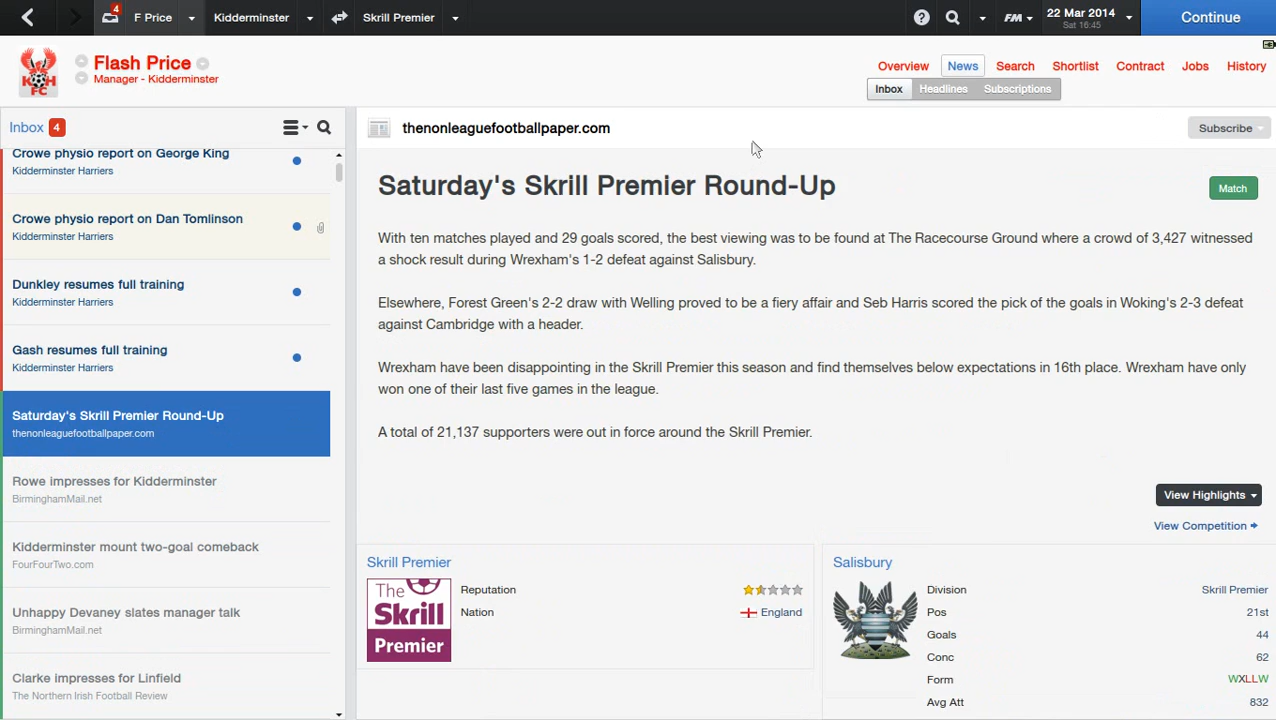 4
F Price
Kidderminster
Skrill Premier
FM
22 Mar 2014
Sat 16:45
Continue
KH
FC
Flash Price
Manager - Kidderminster
Overview
News
Search
Shortlist
Contract
Jobs
History
Inbox
Headlines
Subscriptions
Inbox 4
thenonleaguefootballpaper.com
Subscribe
Crowe physio report on George King
Kidderminster Harriers
Crowe physio report on Dan Tomlinson
Kidderminster Harriers
Dunkley resumes full training
Kidderminster Harriers
Gash resumes full training
Kidderminster Harriers
Saturday's Skrill Premier Round-Up
thenonleaguefootballpaper.com
Rowe impresses for Kidderminster
BirminghamMail.net
Kidderminster mount two-goal comeback
FourFourTwo.com
Unhappy Devaney slates manager talk
BirminghamMail.net
Clarke impresses for Linfield
The Northern Irish Football Review
Saturday's Skrill Premier Round-Up
Match
With ten matches played and 29 goals scored, the best viewing was to be found at The Racecourse Ground where a crowd of 3,427 witnessed
a shock result during Wrexham's 1-2 defeat against Salisbury.
Elsewhere, Forest Green's 2-2 draw with Welling proved to be a fiery affair and Seb Harris scored the pick of the goals in Woking's 2-3 defeat
against Cambridge with a header.
Wrexham have been disappointing in the Skrill Premier this season and find themselves below expectations in 16th place. Wrexham have only
won one of their last five games in the league.
A total of 21,137 supporters were out in force around the Skrill Premier.
View Highlights
View Competition
Skrill Premier
The
Skrill
Premier
Reputation
Nation England
Salisbury
Division Skrill Premier
Pos 21st
Goals 44
Conc 62
Form WXLLW
Avg Att 832